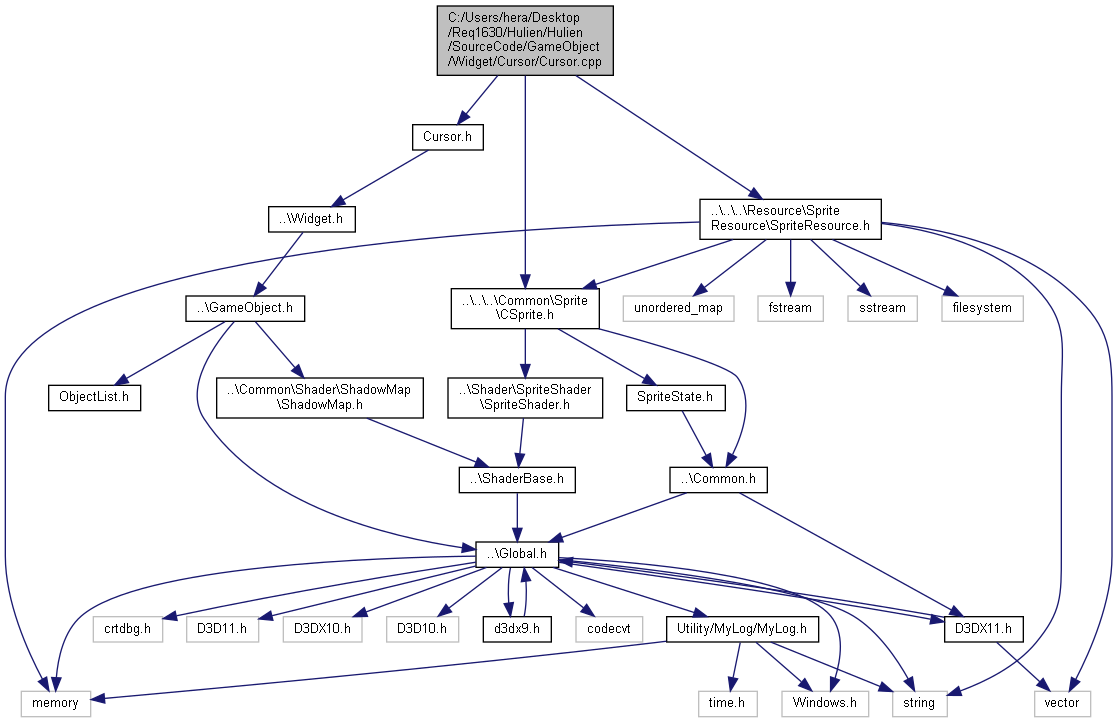 C:/Users/hera/Desktop
/Req1630/Hulien/Hulien
/SourceCode/GameObject
/Widget/Cursor/Cursor.cpp
Cursor.h
..\Widget.h
..\..\..\Resource\Sprite
Resource\SpriteResource.h
..\GameObject.h
..\..\..\Common\Sprite
\CSprite.h
unordered_map
fstream
sstream
filesystem
ObjectList.h
..\Common\Shader\ShadowMap
\ShadowMap.h
..\Shader\SpriteShader
\SpriteShader.h
SpriteState.h
..\ShaderBase.h
..\Common.h
..\Global.h
crtdbg.h
D3D11.h
D3DX10.h
D3D10.h
d3dx9.h
codecvt
Utility/MyLog/MyLog.h
D3DX11.h
memory
time.h
Windows.h
string
vector